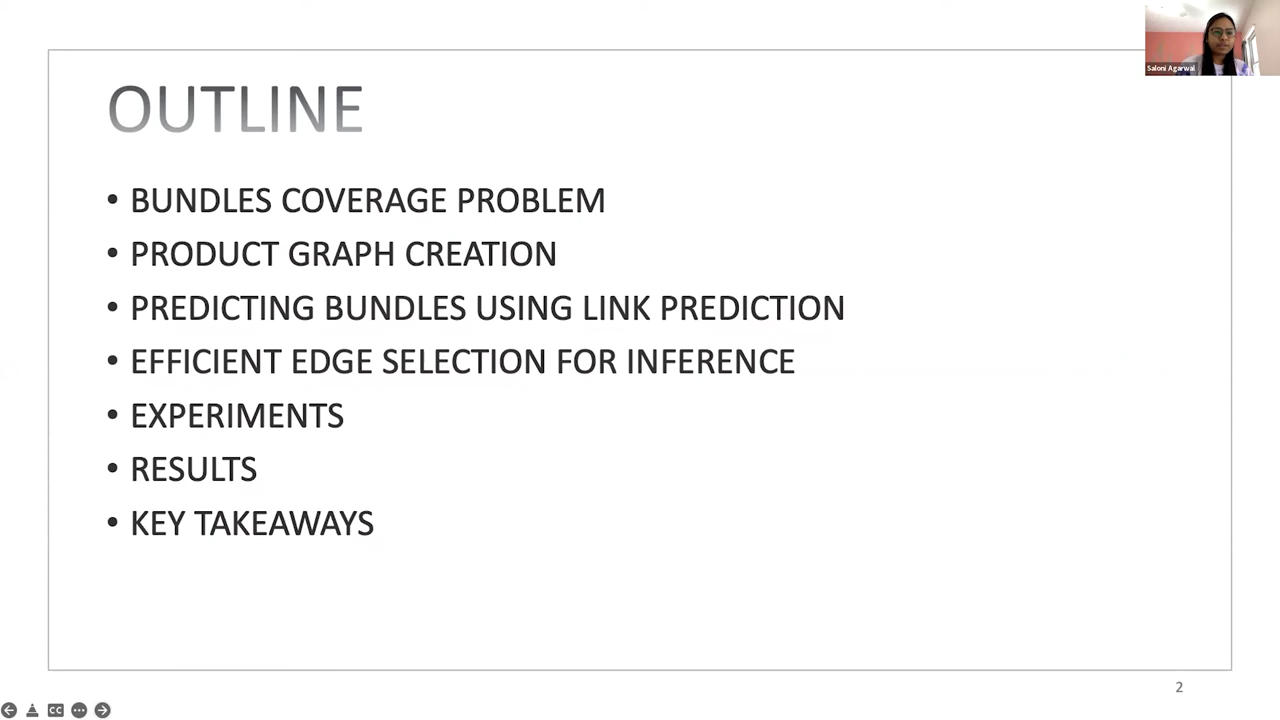 Saloni Agarwal
OUTLINE
• BUNDLES COVERAGE PROBLEM
• PRODUCT GRAPH CREATION
• PREDICTING BUNDLES USING LINK PREDICTION
• EFFICIENT EDGE SELECTION FOR INFERENCE
• EXPERIMENTS
• RESULTS
• KEY TAKEAWAYS
2
CC